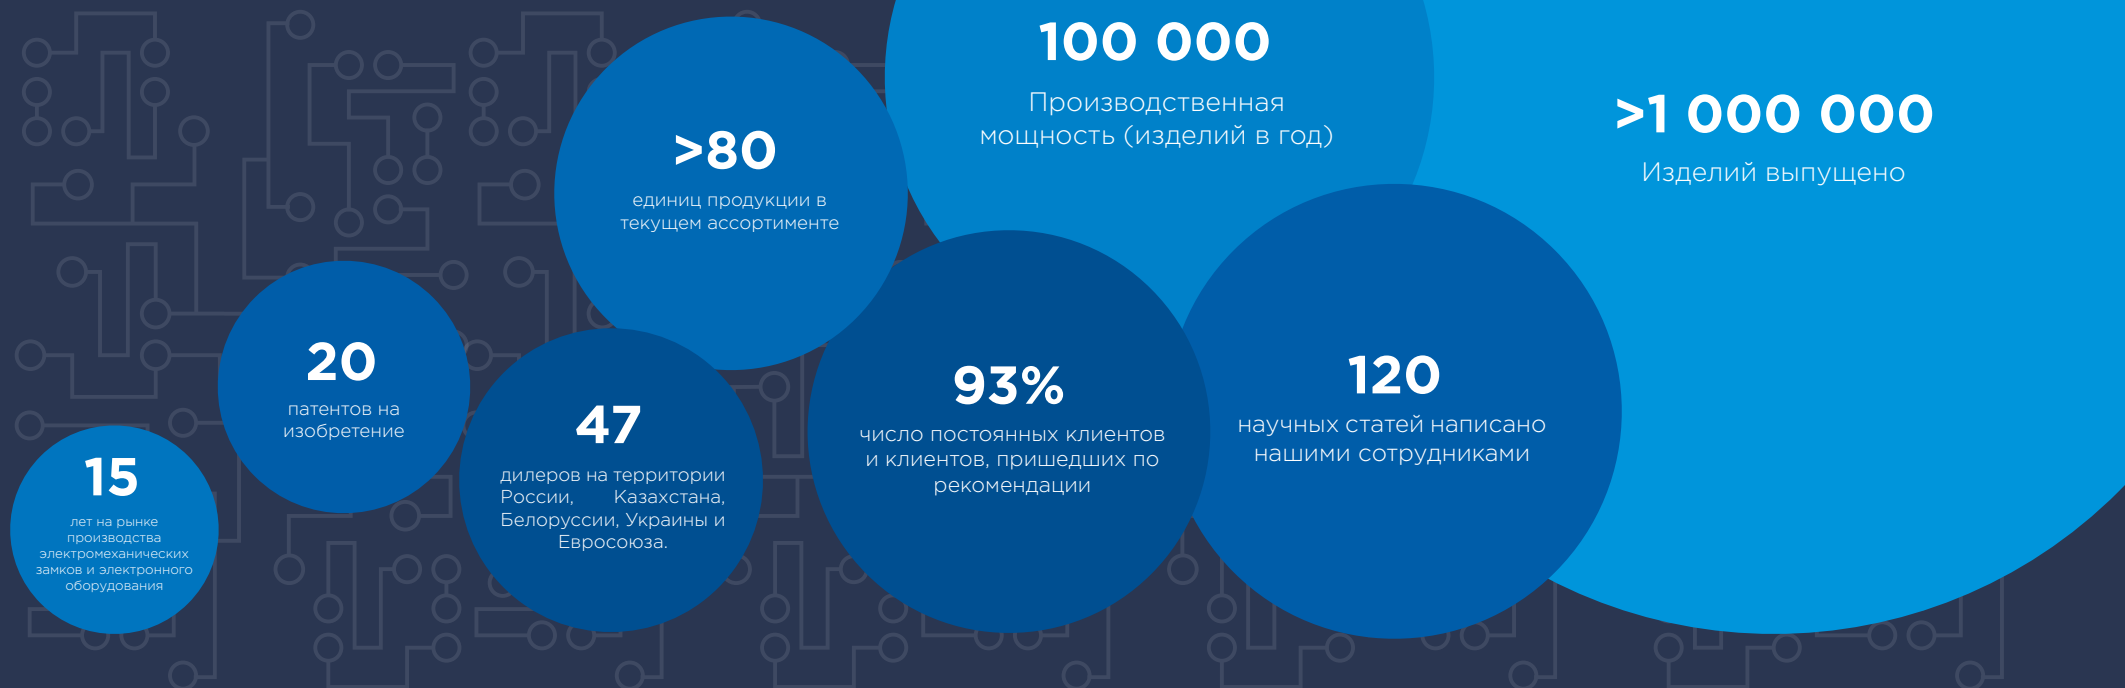 15
лет на рынке
производства
электромеханических
замков и электронного
оборудования
20
патентов на
изобретение
47
дилеров на территории
России, Казахстана,
Белоруссии, Украины и
Евросоюза.
>80
единиц продукции в
текущем ассортименте
93%
число постоянных клиентов
и клиентов, пришедших по
рекомендации
100 000
Производственная
мощность (изделий в год)
120
научных статей написано
нашими сотрудниками
>1 000 000
Изделий выпущено